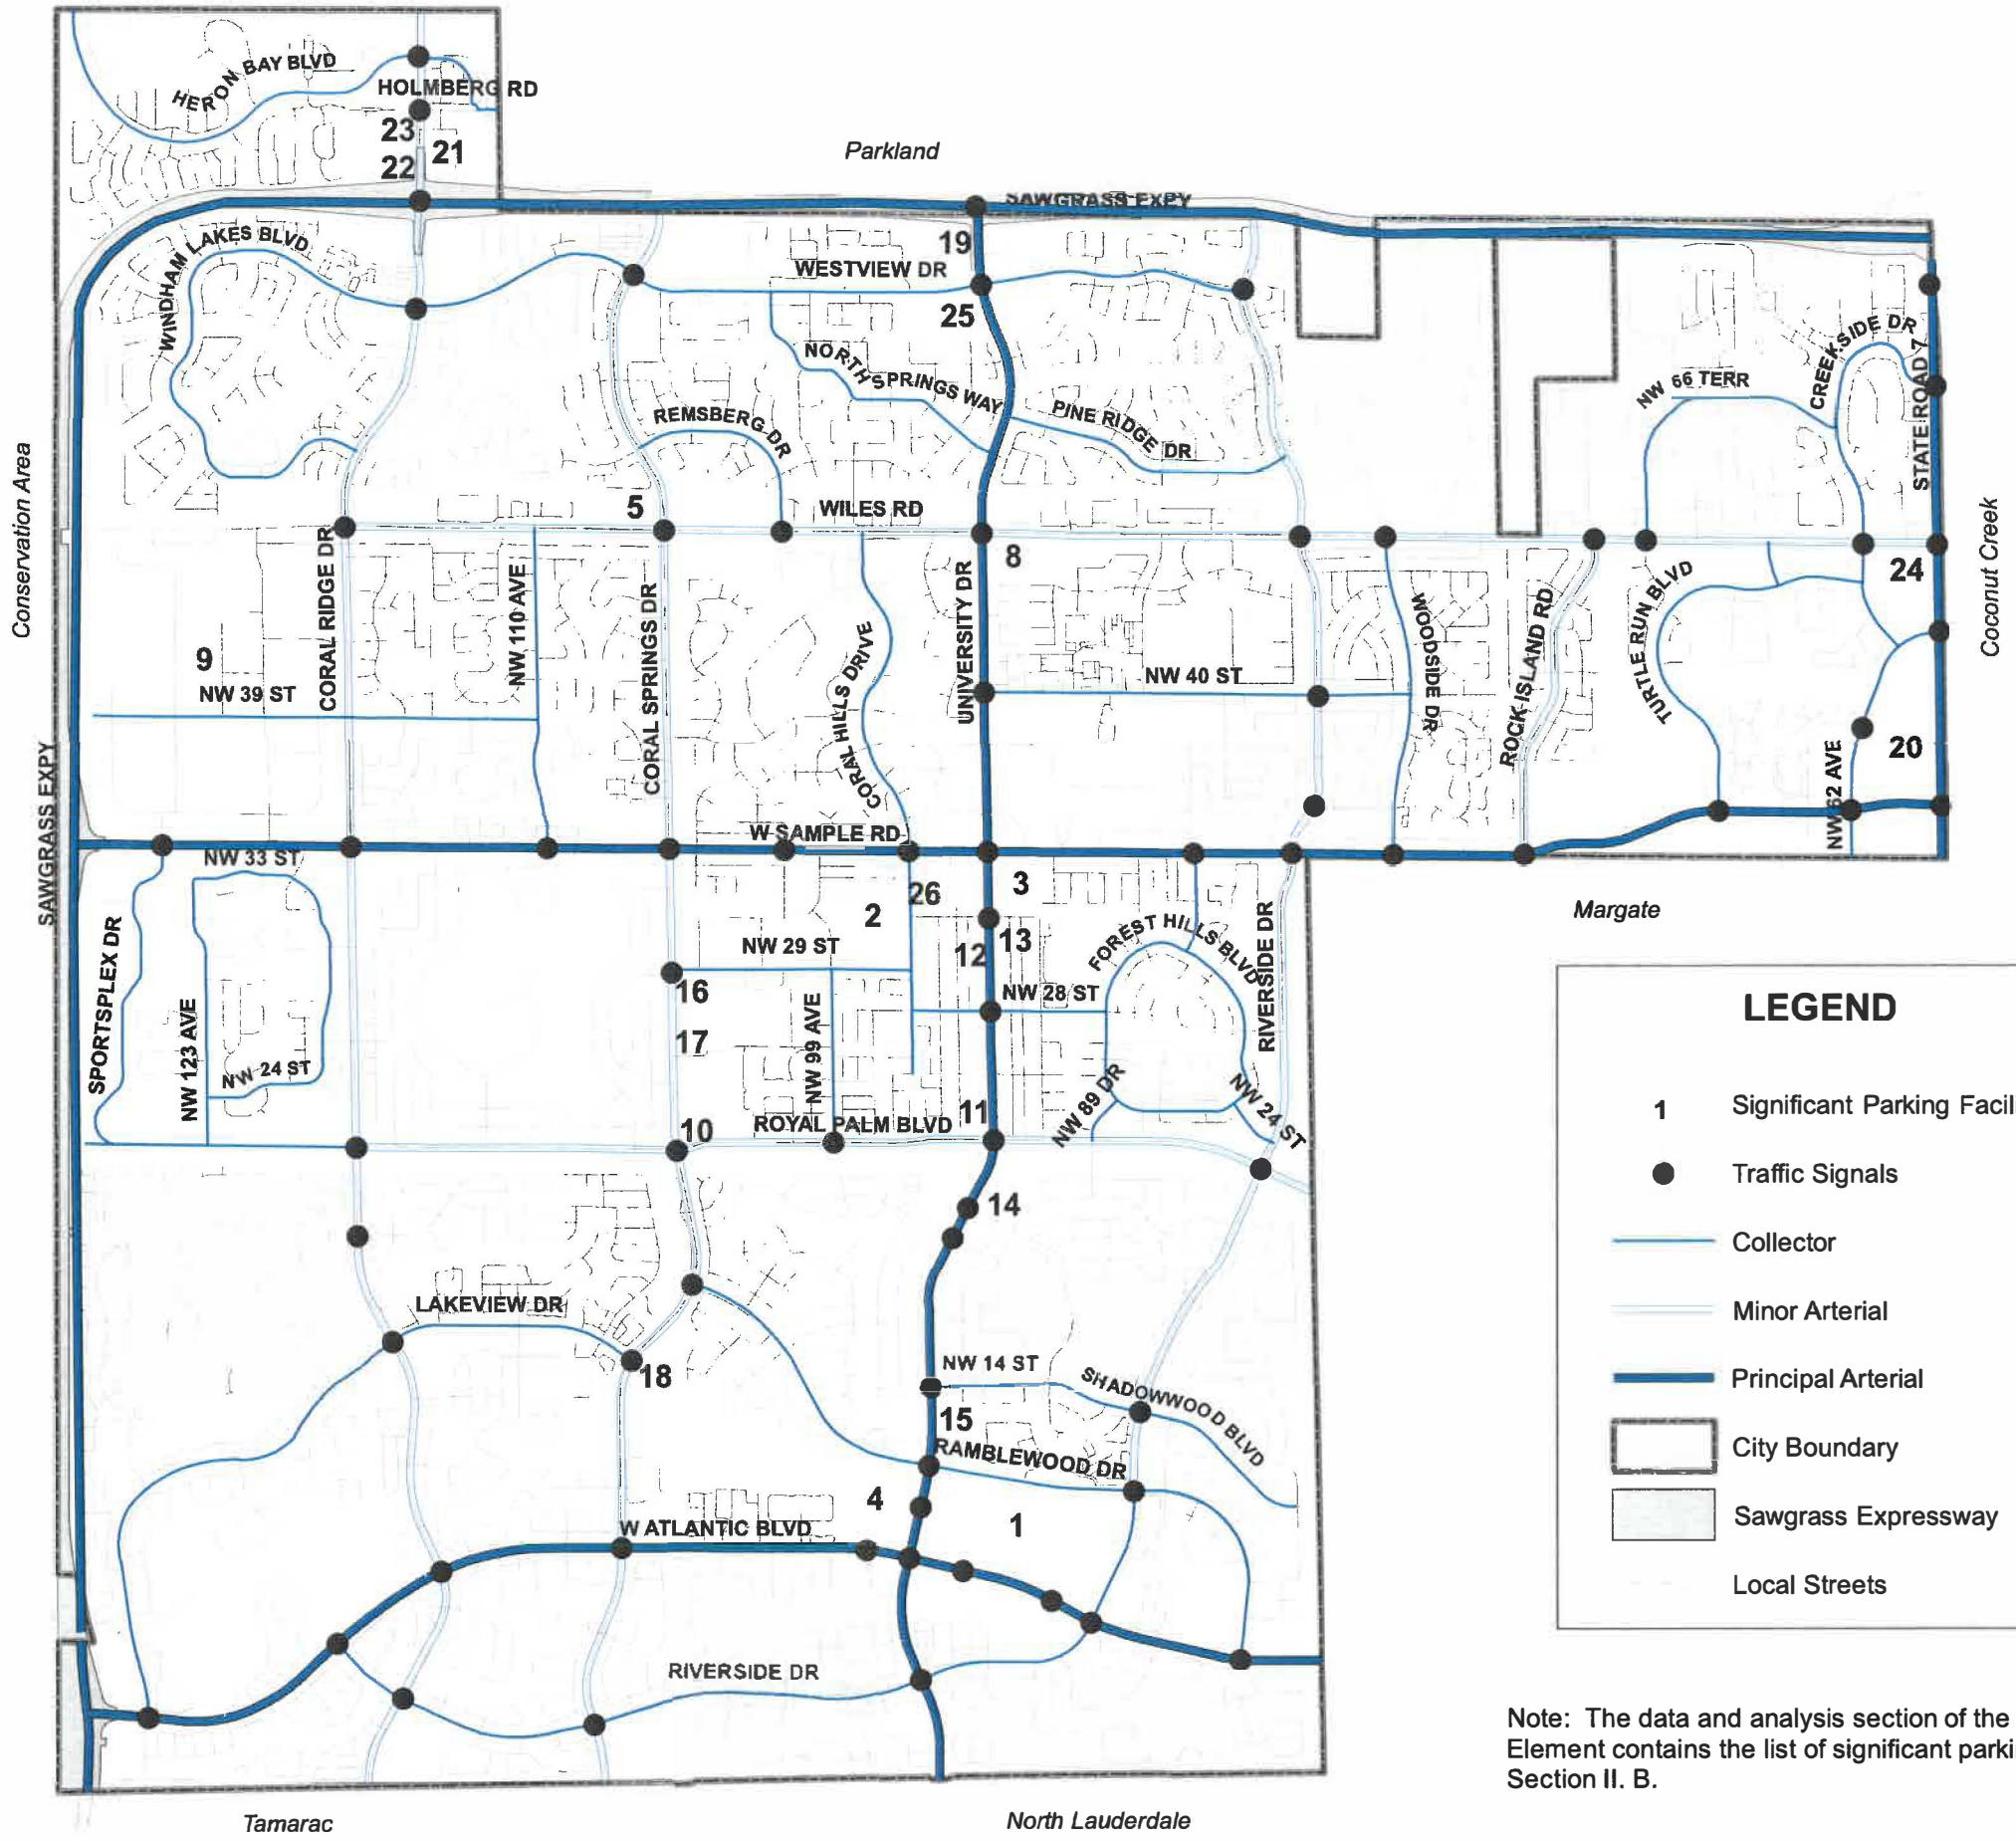 HERON BAY BLVD
HOLMBERG RD
23
21
22
Parkland
SAWGRASS EXPY
WINDHAM LAKES BLVD
19
WESTVIEW DR
25
NORTH SPRINGS WAY
PINE RIDGE DR
REMSBERG DR
NW 66 TERR
CREEKSIDE DR
STATE ROAD 7
Conservation Area
Coconut Creek
5
WILES RD
8
24
CORAL RIDGE DR
NW 110 AVE
CORAL SPRINGS DR
CORAL HILLS DRIVE
UNIVERSITY DR
WOODSIDE DR
ROCK ISLAND RD
TURTLE RUN BLVD
9
NW 39 ST
NW 40 ST
NW 62 AVE
20
SAWGRASS EXPY
W SAMPLE RD
NW 33 ST
26
3
2
Margate
SPORTSPLEX DR
NW 123 AVE
NW 24 ST
NW 29 ST
12
13
FOREST HILLS BLVD
RIVERSIDE DR
16
NW 28 ST
17
NW 99 AVE
NW 89 DR
NW 24 ST
11
10
ROYAL PALM BLVD
14
LAKEVIEW DR
18
NW 14 ST
SHADOWWOOD BLVD
15
RAMBLEWOOD DR
4
1
W ATLANTIC BLVD
RIVERSIDE DR
Tamarac
North Lauderdale
LEGEND
1 Significant Parking Facil
Traffic Signals
Collector
Minor Arterial
Principal Arterial
City Boundary
Sawgrass Expressway
Local Streets
Note: The data and analysis section of the
Element contains the list of significant parki
Section II. B.